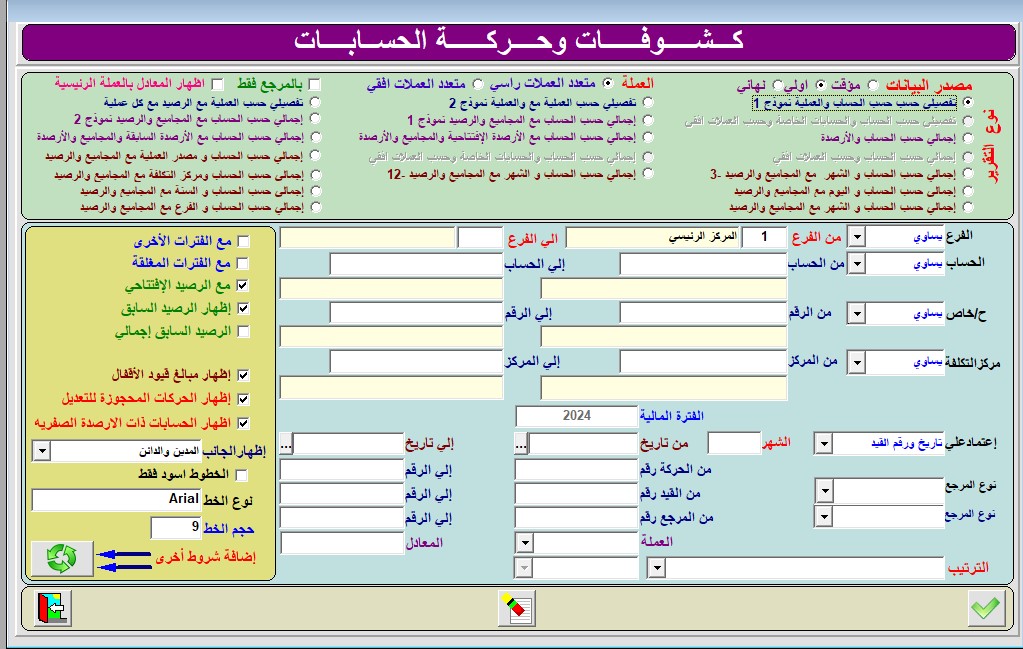 كـشـــوفـــات وحـــركـــة الحســابـــات
مصدر البيانات مؤقت اولي نهائي العملة متعدد العملات رأسي متعدد العملات افقي بالمرجع فقط اظهار المعادل بالعملة الرئيسية
نوع التقرير
تفصيلي حسب حسب الحساب والعملية نموذج 1
تفصيلي حسب الحساب والحسابات الخاصة وحسب العملات افقي
إجمالي حسب الحساب والأرصدة
إجمالي حسب الحساب وحسب العملات افقي
إجمالي حسب الحساب و الشهر مع المجاميع والرصيد -3
إجمالي حسب الحساب و اليوم مع المجاميع والرصيد
إجمالي حسب الحساب و الشهر مع المجاميع والرصيد
تفصيلي حسب العملية مع والعملية نموذج 2
إجمالي حسب الحساب مع المجاميع والرصيد نموذج 1
إجمالي حسب الحساب مع الأرصدة الإفتتاحية والمجاميع والأرصدة
إجمالي حسب الحساب والحسابات الخاصة وحسب العملات افقي
إجمالي حسب الحساب و الشهر مع المجاميع والرصيد -12
تفصيلي حسب العملية مع الرصيد مع كل عملية
إجمالي حسب الحساب مع المجاميع والرصيد نموذج 2
إجمالي حسب الحساب مع الأرصدة السابقة والمجاميع والأرصدة
إجمالي حسب الحساب و مصدر العملية مع المجاميع والرصيد
إجمالي حسب الحساب ومركز التكلفة مع المجاميع والرصيد
إجمالي حسب الحساب و السنة مع المجاميع والرصيد
إجمالي حسب الحساب و الفرع مع المجاميع والرصيد
الفرع يساوي من الفرع 1 المركز الرئيسي الي الفرع
الحساب يساوي من الحساب إلي الحساب
ح/خاص يساوي من الرقم إلي الرقم
مركزالتكلفة يساوي من المركز إلي المركز
الفترة المالية 2024
إعتمادعلي تاريخ ورقم القيد الشهر من تاريخ ... إلي تاريخ ...
من الحركة رقم إلي الرقم
نوع المرجع من القيد رقم إلي الرقم
نوع المرجع من المرجع رقم إلي الرقم
العملة المعادل
الترتيب
مع الفترات الأخرى
مع الفترات المغلقة
مع الرصيد الإفتتاحي
إظهار الرصيد السابق
الرصيد السابق إجمالي
إظهار مبالغ قيود الأقفال
إظهار الحركات المحجوزة للتعديل
اظهار الحسابات ذات الارصدة الصفريه
إظهارالجانب المدين والدائن
الخطوط اسود فقط
نوع الخط Arial
حجم الخط 9
إضافة شروط أخرى